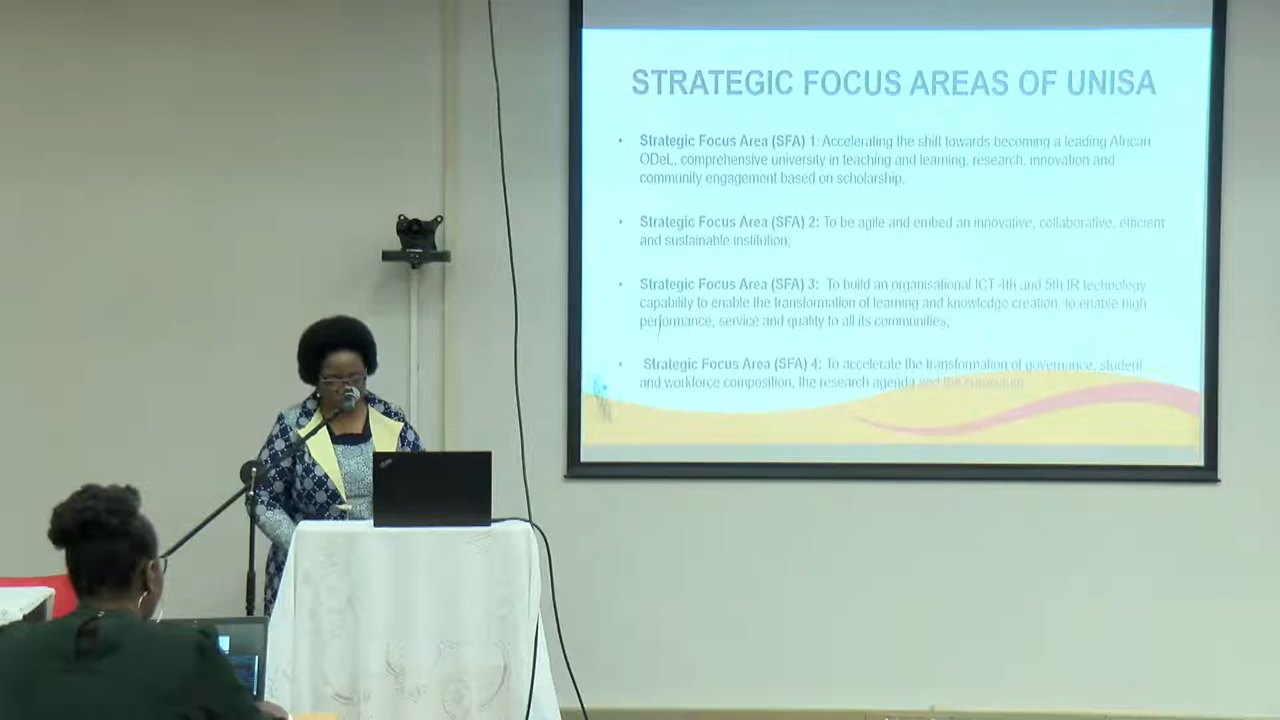 STRATEGIC FOCUS AREAS OF UNISA
• Strategic Focus Area (SFA) 1: Accelerating the shift towards becoming a leading African
ODeL, comprehensive university in teaching and learning, research, innovation and
community engagement based on scholarship.
• Strategic Focus Area (SFA) 2: To be agile and embed an innovative, collaborative, efficient
and sustainable institution;
• Strategic Focus Area (SFA) 3: To build an organisational ICT 4th and 5th IR technology
capability to enable the transformation of learning and knowledge creation, to enable high
performance, service and quality to all its communities;
• Strategic Focus Area (SFA) 4: To accelerate the transformation of governance, student
and workforce composition, the research agenda and the curriculum